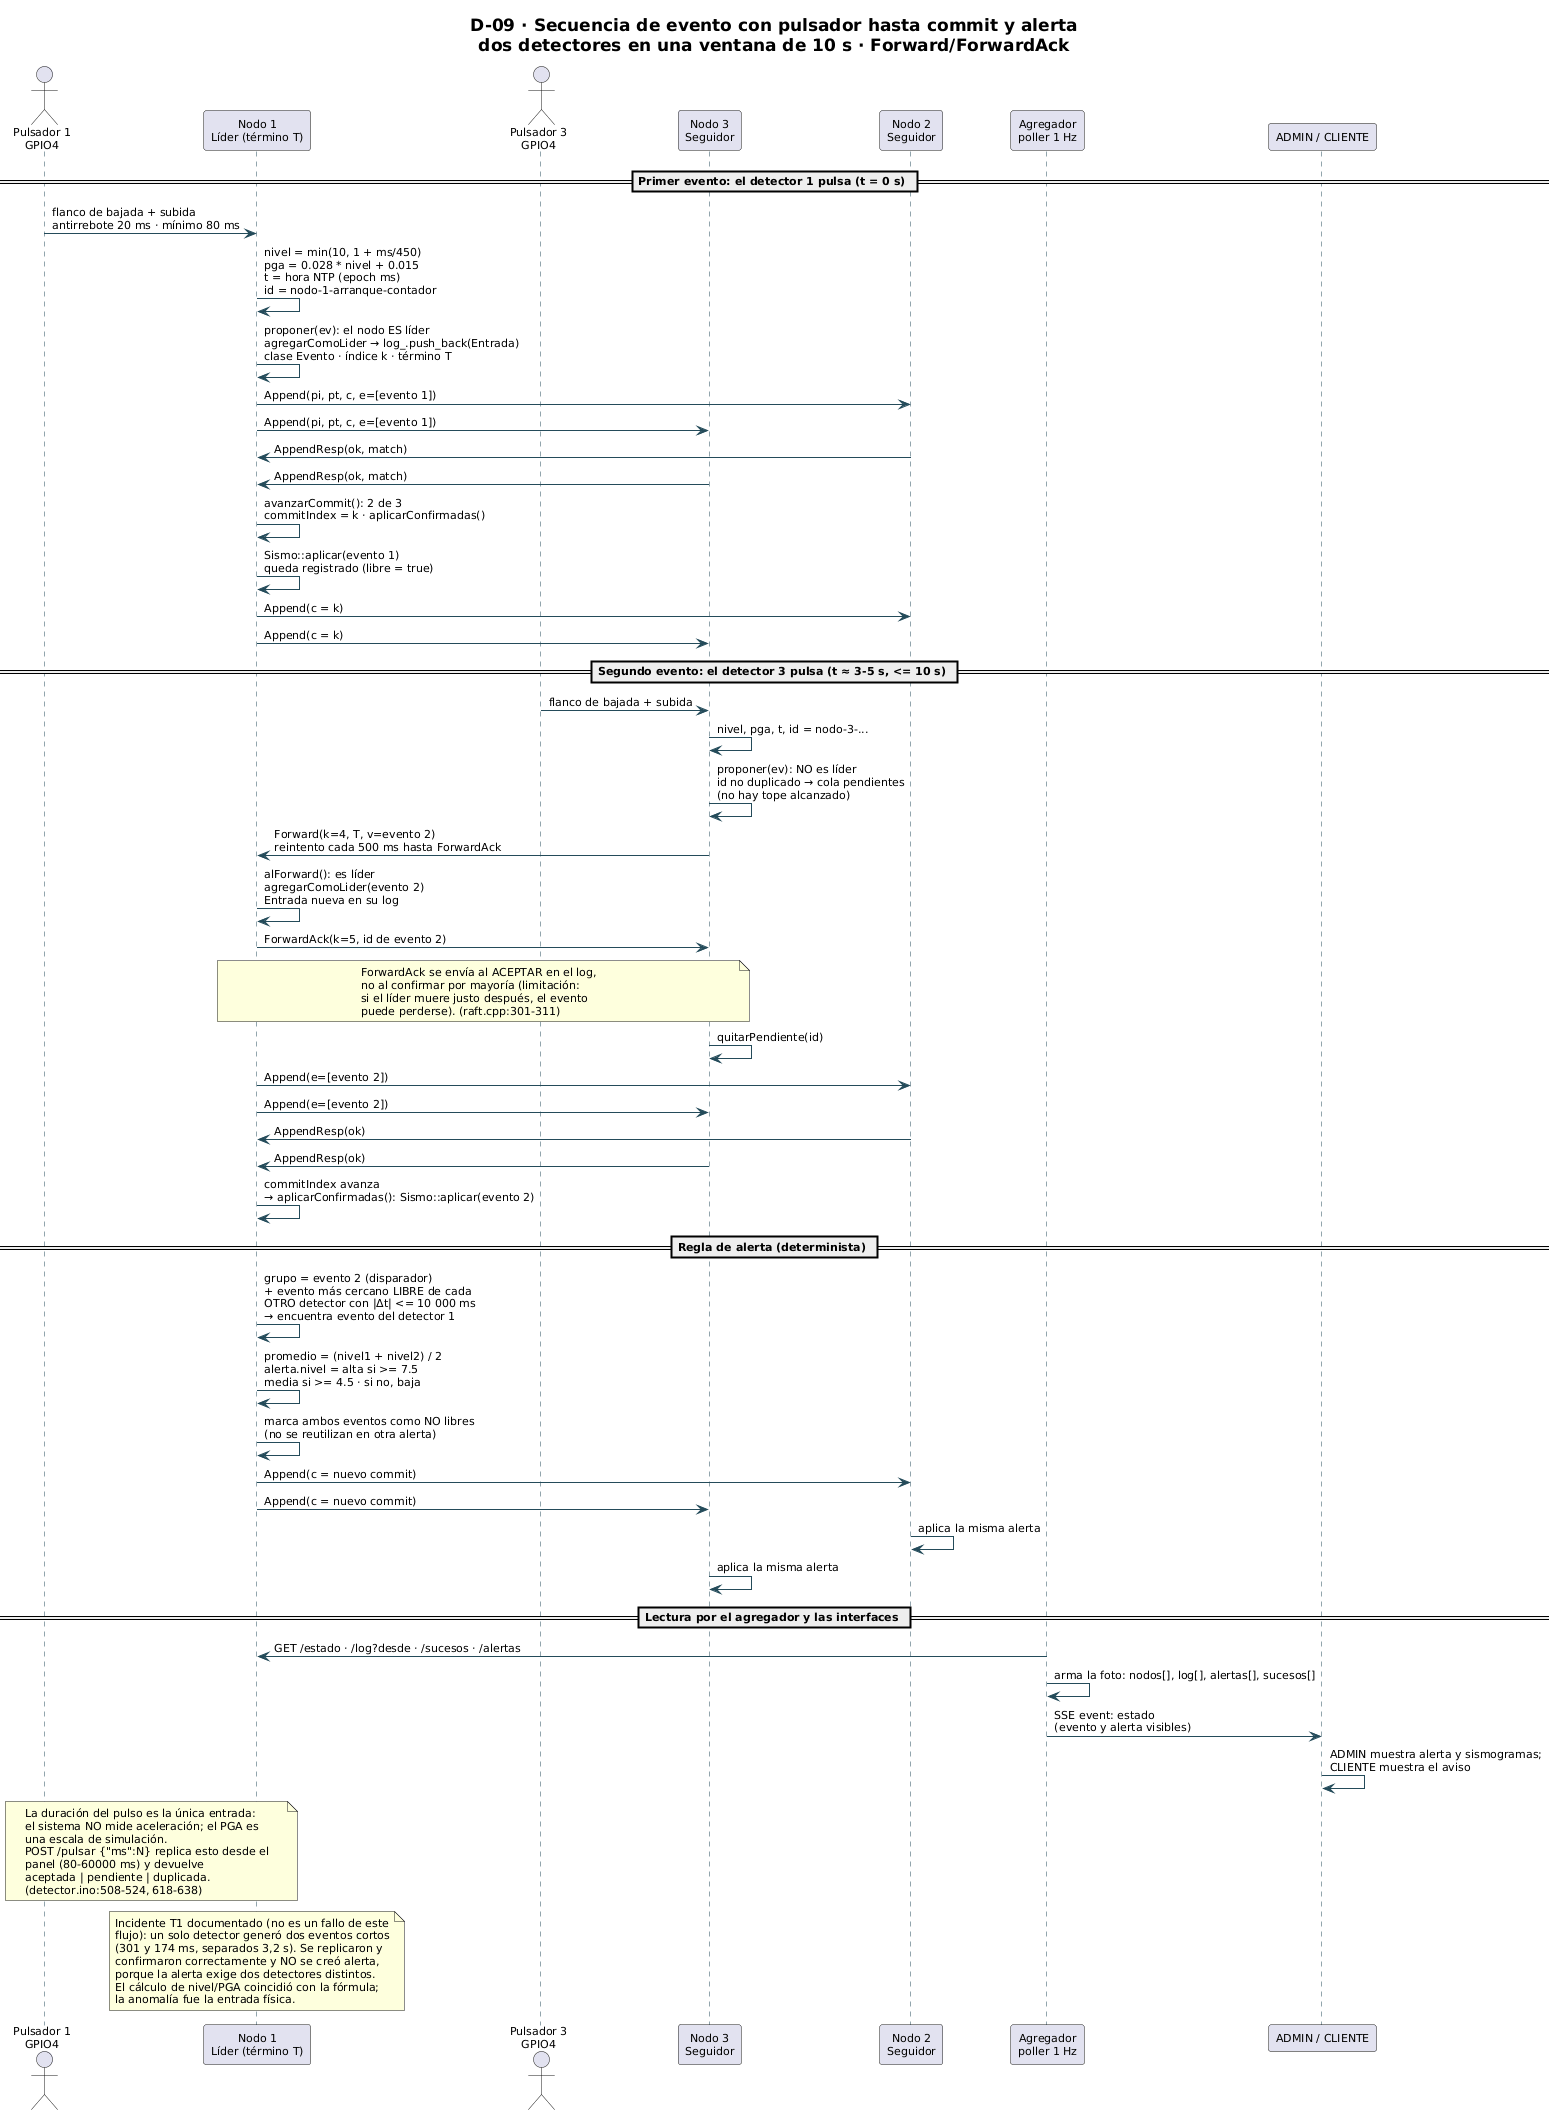 D-09 · Secuencia de evento con pulsador hasta commit y alerta
dos detectores en una ventana de 10 s · Forward/ForwardAck
Pulsador 1
GPIO4
Nodo 1
Líder (término T)
Pulsador 3
GPIO4
Nodo 3
Seguidor
Nodo 2
Seguidor
Agregador
poller 1 Hz
ADMIN / CLIENTE
Primer evento: el detector 1 pulsa (t = 0 s)
flanco de bajada + subida
antirrebote 20 ms · mínimo 80 ms
nivel = min(10, 1 + ms/450)
pga = 0.028 * nivel + 0.015
t = hora NTP (epoch ms)
id = nodo-1-arranque-contador
proponer(ev): el nodo ES líder
agregarComoLider → log_.push_back(Entrada)
clase Evento · índice k · término T
Append(pi, pt, c, e=[evento 1])
Append(pi, pt, c, e=[evento 1])
AppendResp(ok, match)
AppendResp(ok, match)
avanzarCommit(): 2 de 3
commitIndex = k · aplicarConfirmadas()
Sismo::aplicar(evento 1)
queda registrado (libre = true)
Append(c = k)
Append(c = k)
Segundo evento: el detector 3 pulsa (t ≈ 3-5 s, <= 10 s)
flanco de bajada + subida
nivel, pga, t, id = nodo-3-...
proponer(ev): NO es líder
id no duplicado → cola pendientes
(no hay tope alcanzado)
Forward(k=4, T, v=evento 2)
reintento cada 500 ms hasta ForwardAck
alForward(): es líder
agregarComoLider(evento 2)
Entrada nueva en su log
ForwardAck(k=5, id de evento 2)
ForwardAck se envía al ACEPTAR en el log,
no al confirmar por mayoría (limitación:
si el líder muere justo después, el evento
puede perderse). (raft.cpp:301-311)
quitarPendiente(id)
Append(e=[evento 2])
Append(e=[evento 2])
AppendResp(ok)
AppendResp(ok)
commitIndex avanza
→ aplicarConfirmadas(): Sismo::aplicar(evento 2)
Regla de alerta (determinista)
grupo = evento 2 (disparador)
+ evento más cercano LIBRE de cada
OTRO detector con |Δt| <= 10 000 ms
→ encuentra evento del detector 1
promedio = (nivel1 + nivel2) / 2
alerta.nivel = alta si >= 7.5
media si >= 4.5 · si no, baja
marca ambos eventos como NO libres
(no se reutilizan en otra alerta)
Append(c = nuevo commit)
Append(c = nuevo commit)
aplica la misma alerta
aplica la misma alerta
Lectura por el agregador y las interfaces
GET /estado · /log?desde · /sucesos · /alertas
arma la foto: nodos[], log[], alertas[], sucesos[]
SSE event: estado
(evento y alerta visibles)
ADMIN muestra alerta y sismogramas;
CLIENTE muestra el aviso
La duración del pulso es la única entrada:
el sistema NO mide aceleración; el PGA es
una escala de simulación.
POST /pulsar {"ms":N} replica esto desde el
panel (80-60000 ms) y devuelve
aceptada | pendiente | duplicada.
(detector.ino:508-524, 618-638)
Incidente T1 documentado (no es un fallo de este
flujo): un solo detector generó dos eventos cortos
(301 y 174 ms, separados 3,2 s). Se replicaron y
confirmaron correctamente y NO se creó alerta,
porque la alerta exige dos detectores distintos.
El cálculo de nivel/PGA coincidió con la fórmula;
la anomalía fue la entrada física.
Pulsador 1
GPIO4
Nodo 1
Líder (término T)
Pulsador 3
GPIO4
Nodo 3
Seguidor
Nodo 2
Seguidor
Agregador
poller 1 Hz
ADMIN / CLIENTE